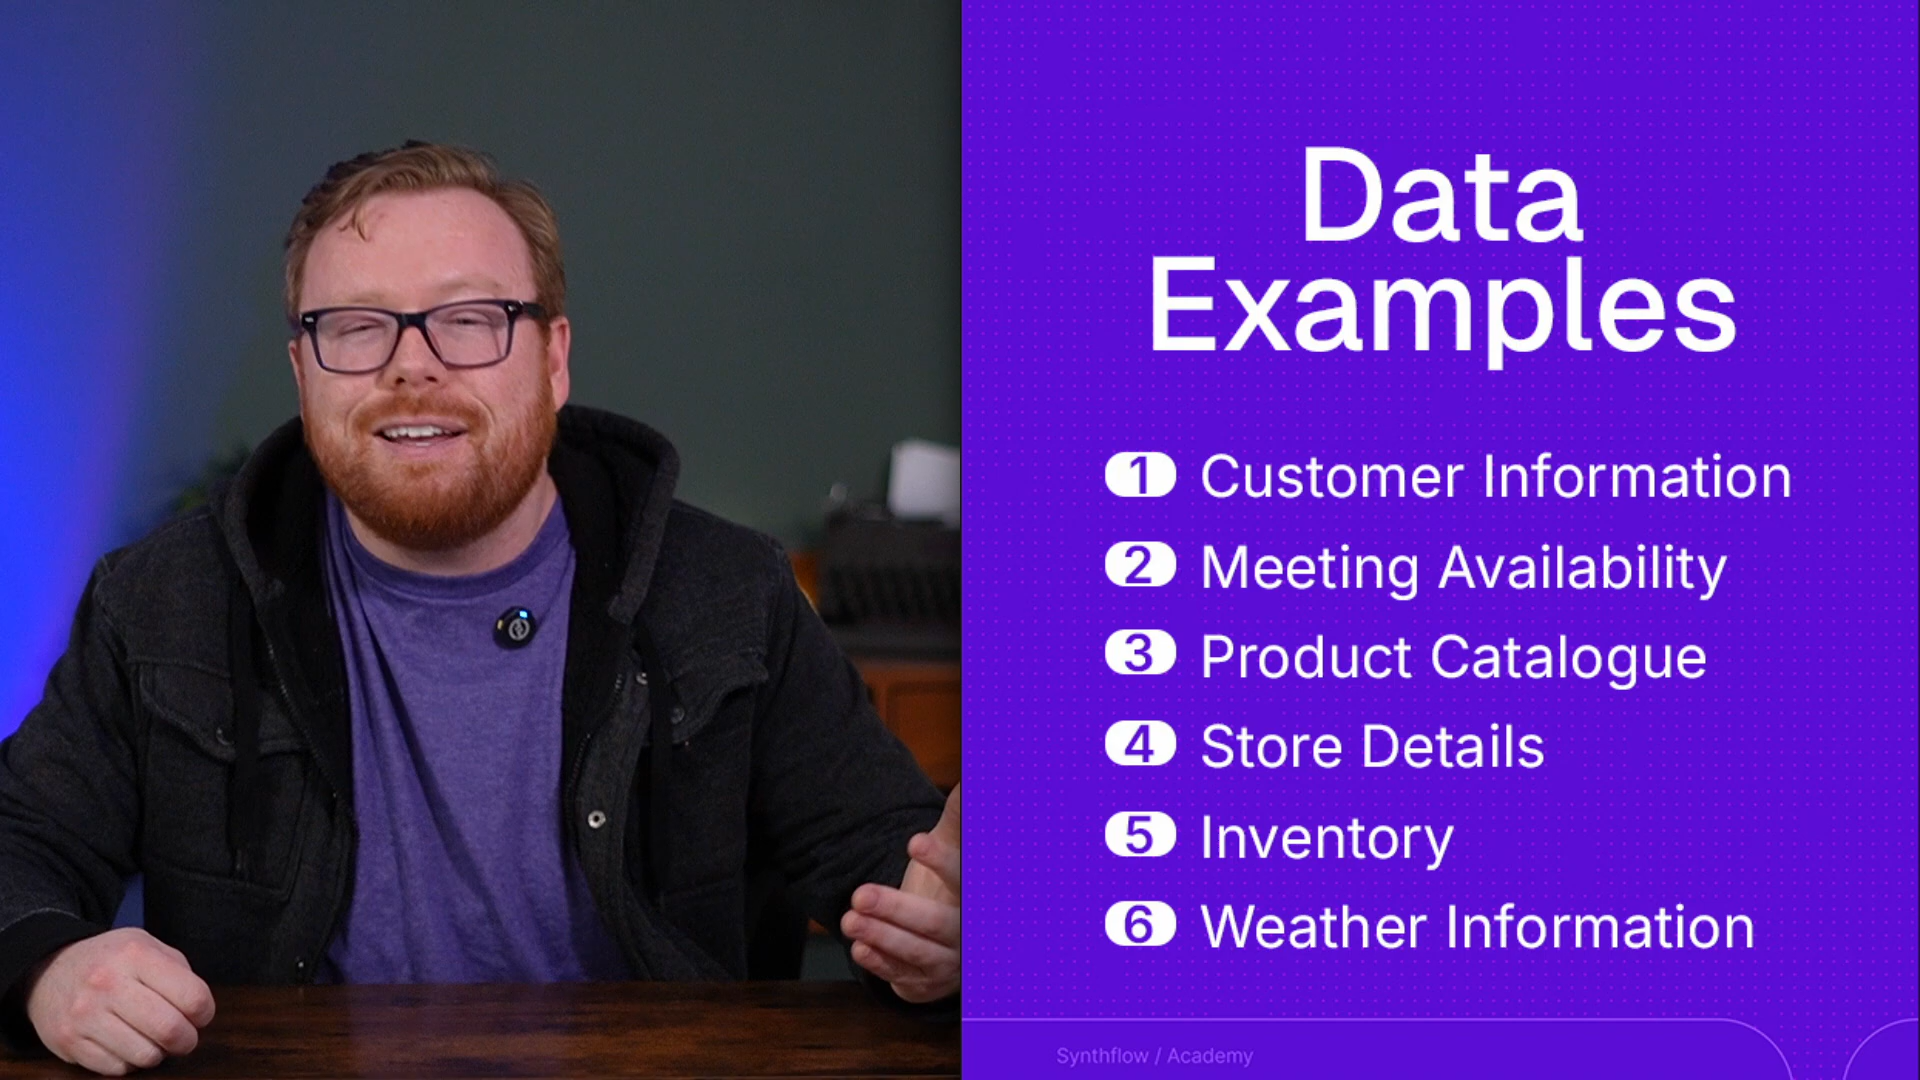 Data
Examples
1 Customer Information
2 Meeting Availability
3 Product Catalogue
4 Store Details
5 Inventory
6 Weather Information
Synthflow / Academy